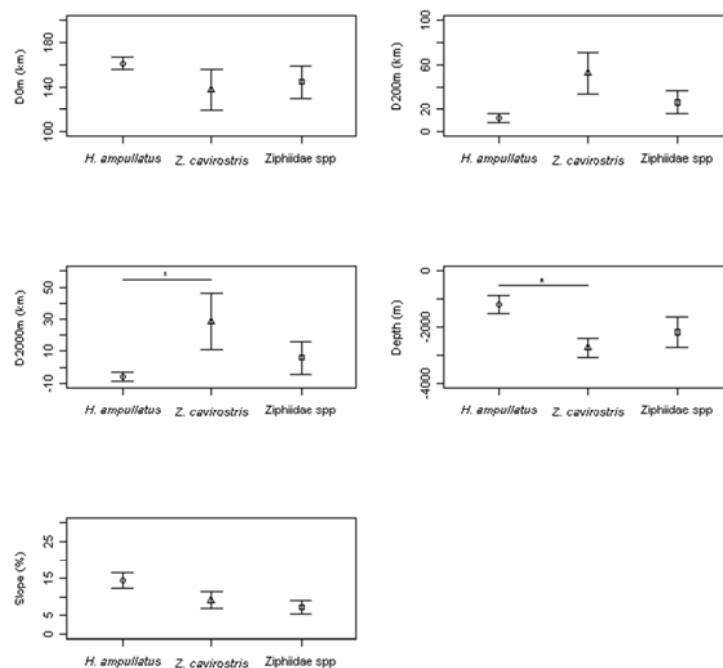 D0m (km)
180
140
100
H. ampullatus Z. cavirostris Ziphiidae spp
D200m (km)
100
60
20
0
H. ampullatus Z. cavirostris Ziphiidae spp
D2000m (km)
50
30
10
-10
*
H. ampullatus Z. cavirostris Ziphiidae spp
Depth (m)
0
-2000
-4000
*
H. ampullatus Z. cavirostris Ziphiidae spp
Slope (%)
25
15
5
0
H. ampullatus Z. cavirostris Ziphiidae spp